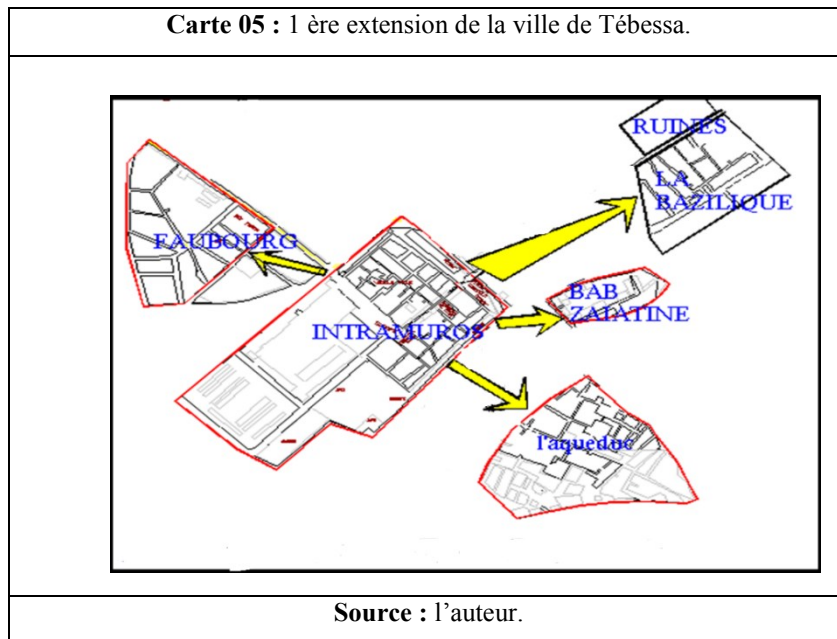 Carte 05 : 1 ère extension de la ville de Tébessa.
RUINES
LA
BAZILIQUE
FAUBOURG
BAB
ZAIATINE
INTRAMUROS
l'aqueduc
Source : l'auteur.